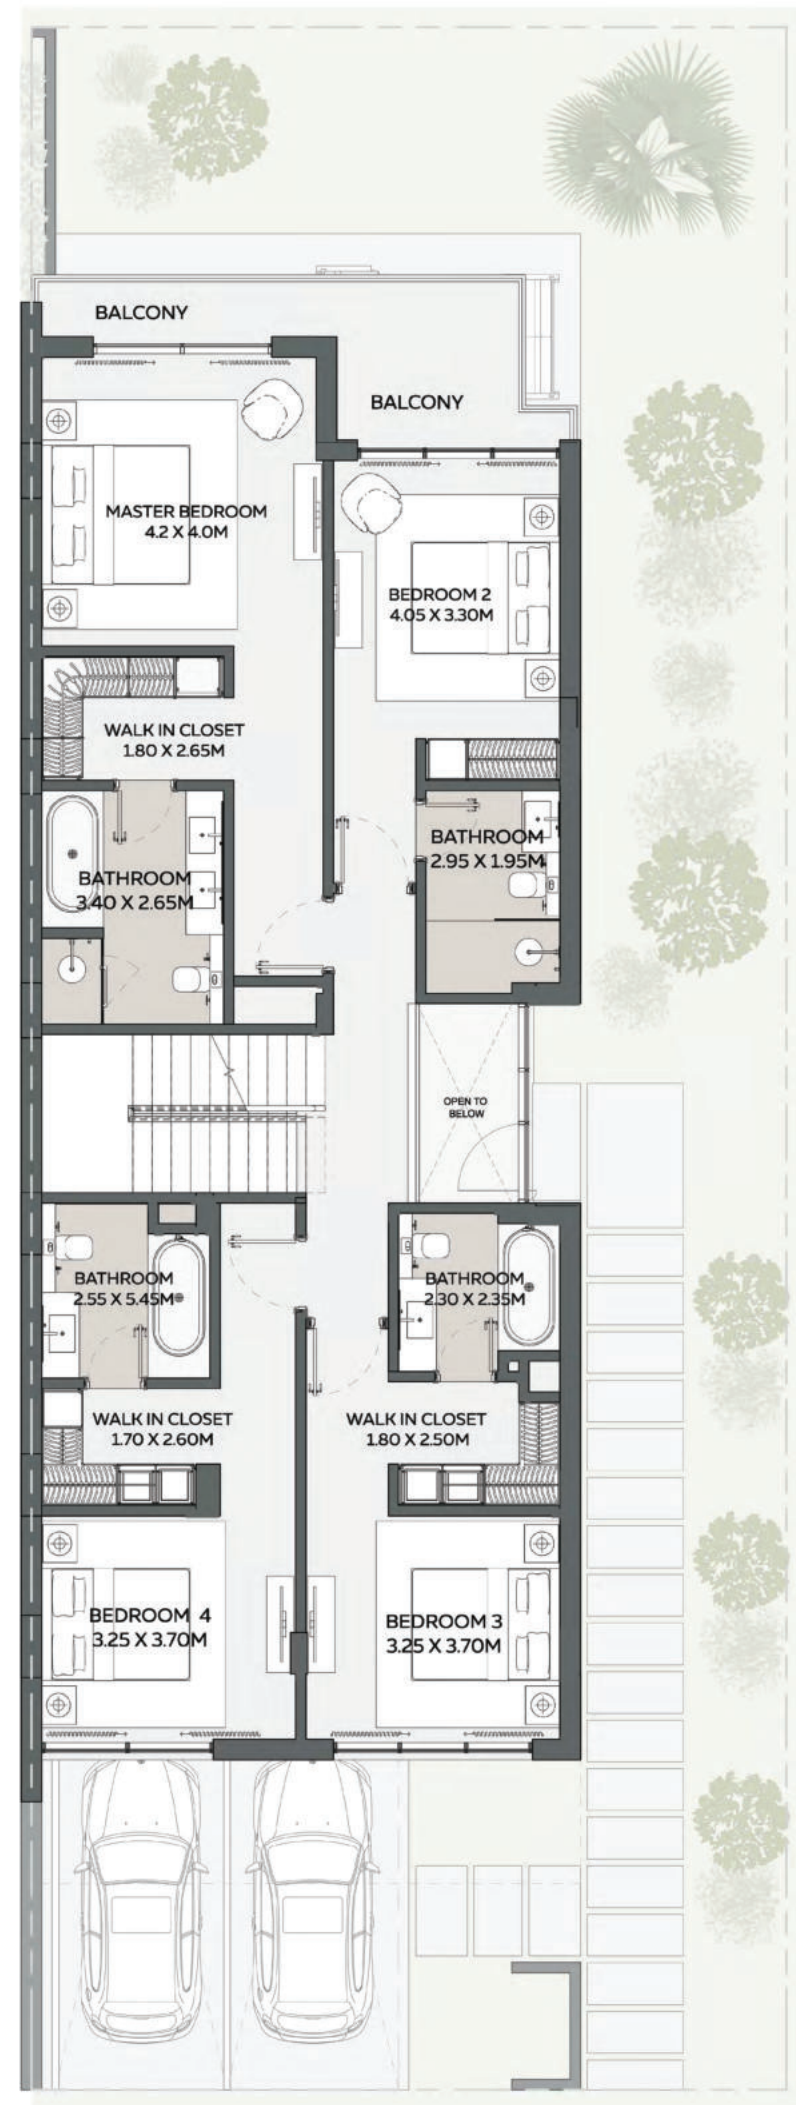 BALCONY
BALCONY
MASTER BEDROOM
4.2 X 4.0M
BEDROOM 2
4.05 X 3.30M
WALK IN CLOSET
1.80 X 2.65M
BATHROOM
2.95 X 1.95M
BATHROOM
3.40 X 2.65M
OPEN TO
BELOW
BATHROOM
2.55 X 5.45M
BATHROOM
2.30 X 2.35M
WALK IN CLOSET
1.70 X 2.60M
WALK IN CLOSET
1.80 X 2.50M
BEDROOM 4
3.25 X 3.70M
BEDROOM 3
3.25 X 3.70M